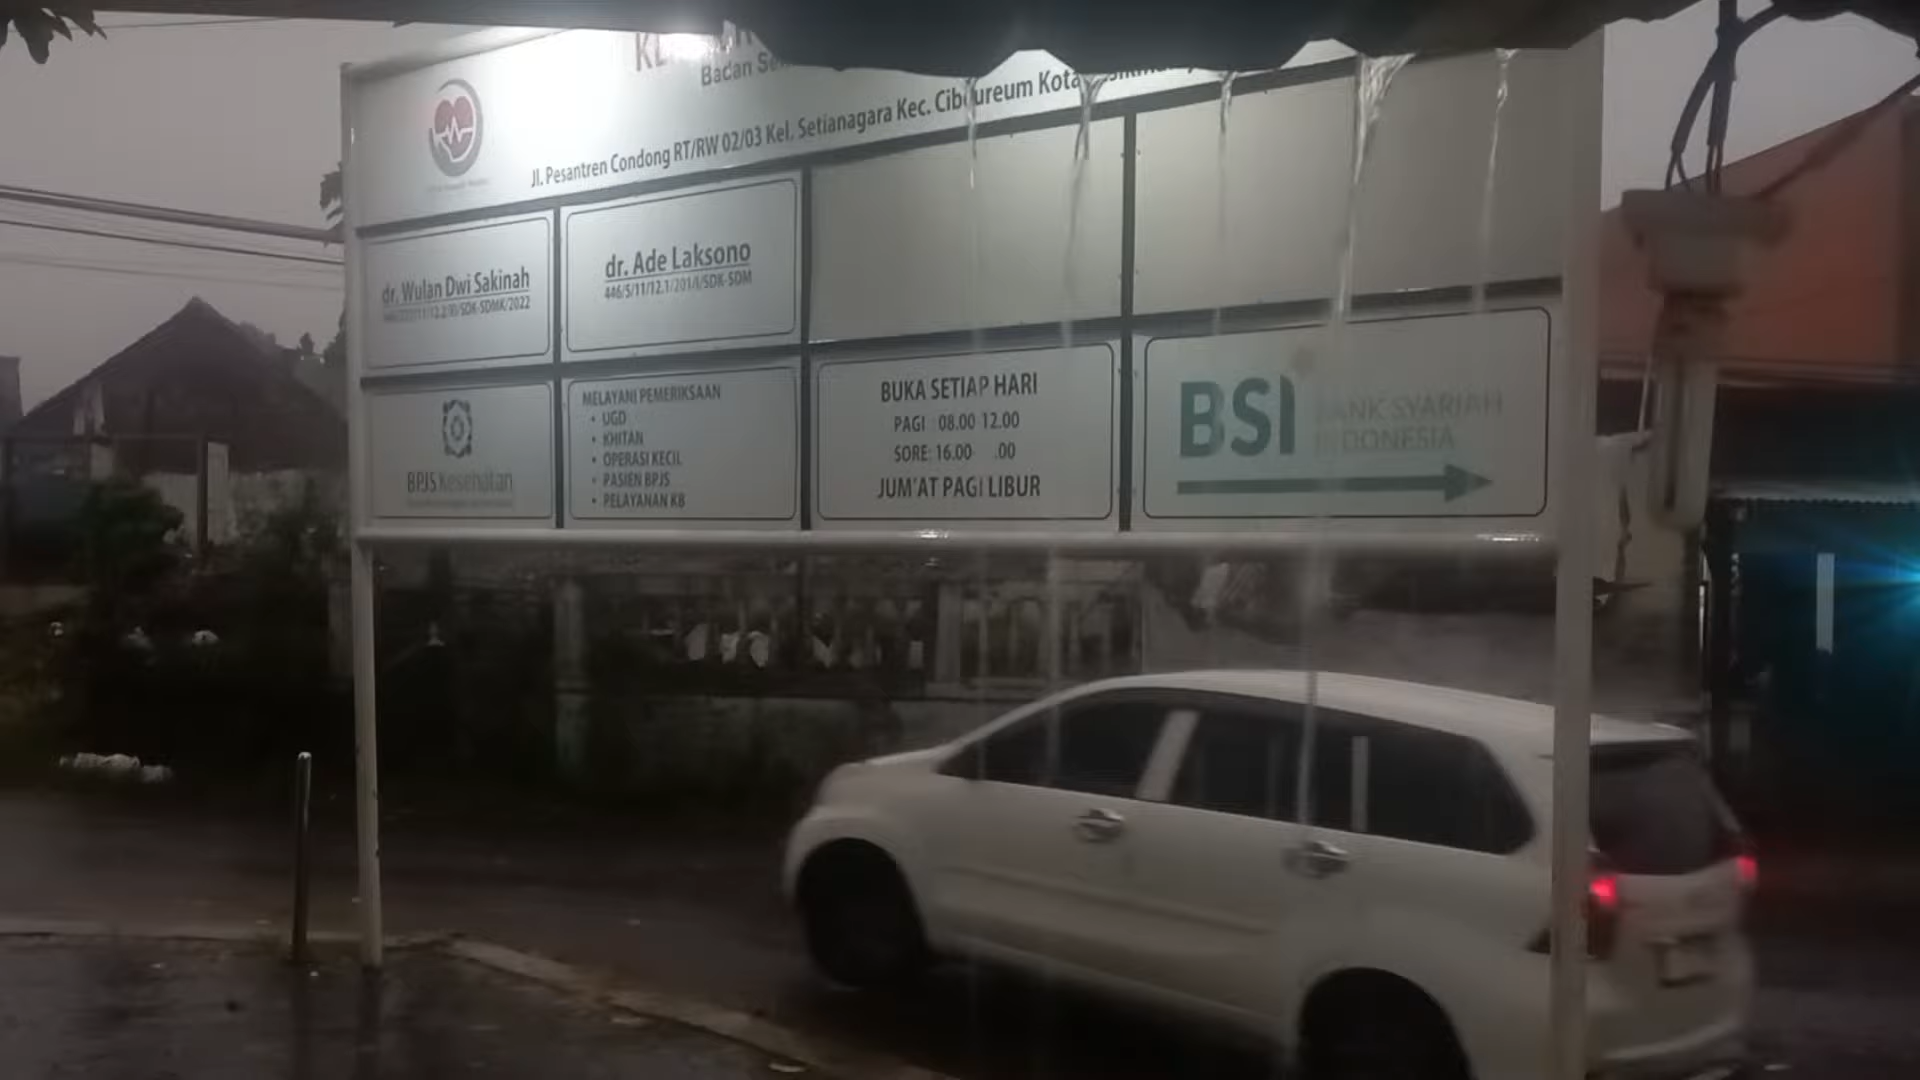 Badan
Jl. Pesantren Condong RT/RW 02/03 Kel. Setianagara Kec. Cibeureum Kota
dr. Wulan Dwi Sakinah
dr. Ade Laksono
446/5/11/12.1/201/I/SDK-SDM
BPJS Kesehatan
MELAYANI PEMERIKSAAN
• UGD
• KHITAN
• OPERASI KECIL
• PASIEN BPJS
• PELAYANAN KB
BUKA SETIAP HARI
PAGI : 08.00 12.00
SORE: 16.00 .00
JUM'AT PAGI LIBUR
BSI BANK SYARIAH
INDONESIA